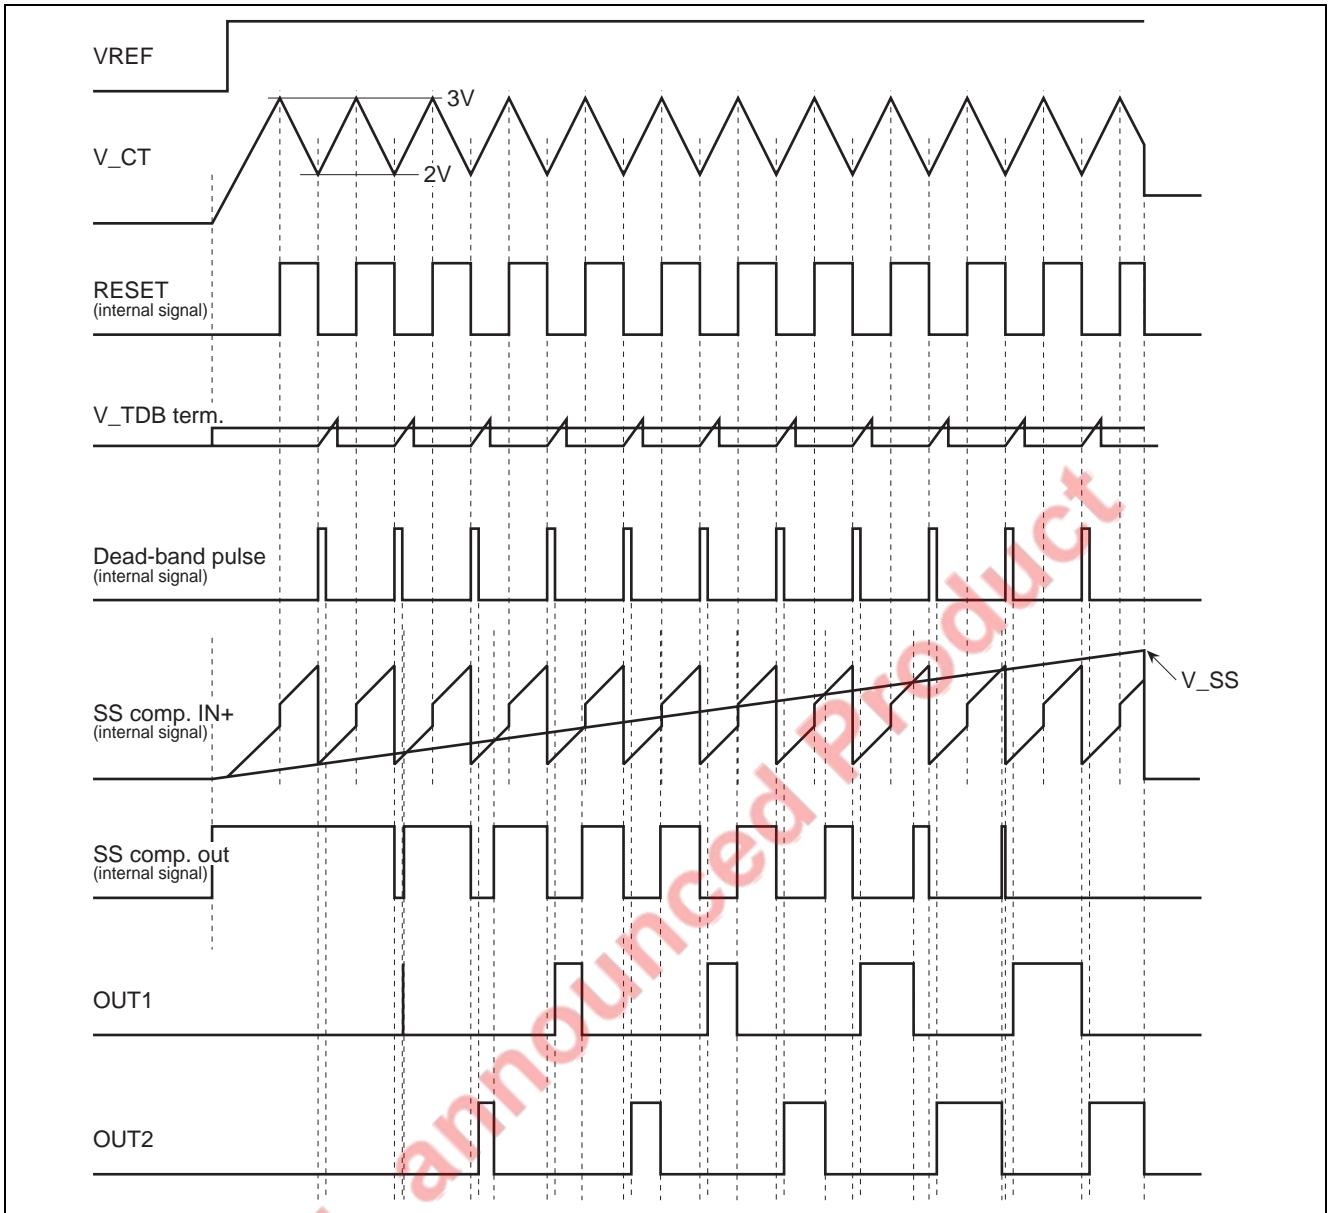 VREF
3V
V_CT
2V
RESET
(internal signal)
V_TDB term.
Dead-band pulse
(internal signal)
V_SS
SS comp. IN+
(internal signal)
SS comp. out
(internal signal)
OUT1
OUT2
announced Product